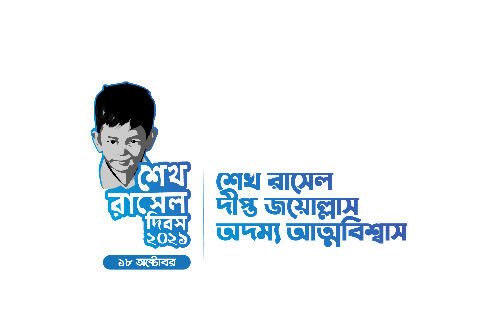 শেখ
রাসেল
দিবস
২০২১
১৮ অক্টোবর
শেখ রাসেল
দীপ্ত জয়োল্লাস
অদম্য আত্মবিশ্বাস